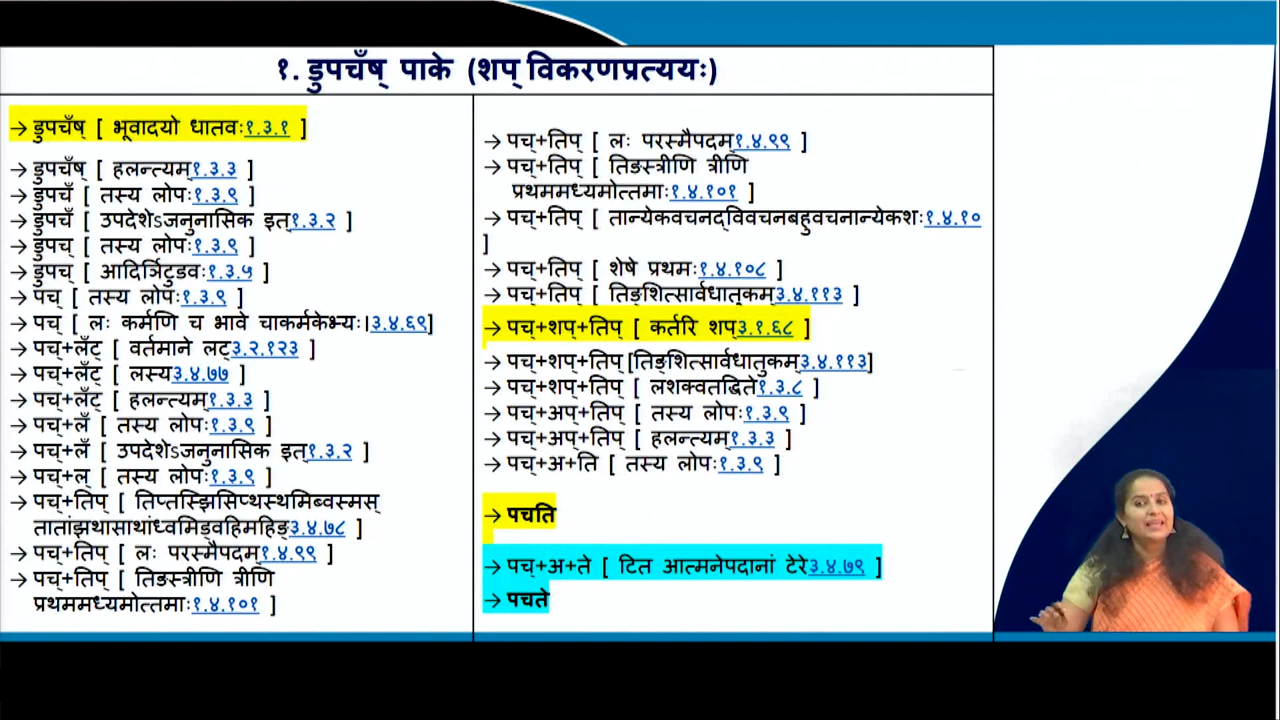 १. डुपचँष् पाके (शप् विकरणप्रत्ययः)
→ डुपचँष् [ भूवादयो धातवः१.३.१ ]
→ डुपचँष् [ हलन्त्यम्१.३.३ ]
→ डुपचँ [ तस्य लोपः१.३.९ ]
→ डुपचँ [ उपदेशेऽजनुनासिक इत्१.३.२ ]
→ डुपच् [ तस्य लोपः१.३.९ ]
→ डुपच् [ आदिर्ञिटुडवः१.३.५ ]
→ पच् [ तस्य लोपः१.३.९ ]
→ पच् [ लः कर्मणि च भावे चाकर्मकेभ्यः।३.४.६९]
→ पच्+लँट् [ वर्तमाने लट्३.२.१२३ ]
→ पच्+लँट् [ लस्य३.४.७७ ]
→ पच्+लँट् [ हलन्त्यम्१.३.३ ]
→ पच्+लँ [ तस्य लोपः१.३.९ ]
→ पच्+लँ [ उपदेशेऽजनुनासिक इत्१.३.२ ]
→ पच्+ल् [ तस्य लोपः१.३.९ ]
→ पच्+तिप् [ तिप्तस्झिसिप्थस्थमिब्वस्मस्
तातांझथासाथांध्वमिड्वहिमहिङ्३.४.७८ ]
→ पच्+तिप् [ लः परस्मैपदम्१.४.९९ ]
→ पच्+तिप् [ तिङस्त्रीणि त्रीणि
प्रथममध्यमोत्तमाः१.४.१०१ ]
→ पच्+तिप् [ लः परस्मैपदम्१.४.९९ ]
→ पच्+तिप् [ तिङस्त्रीणि त्रीणि
प्रथममध्यमोत्तमाः१.४.१०१ ]
→ पच्+तिप् [ तान्येकवचनद्विवचनबहुवचनान्येकशः१.४.१०
]
→ पच्+तिप् [ शेषे प्रथमः१.४.१०८ ]
→ पच्+तिप् [ तिङ्शित्सार्वधातुकम्३.४.११३ ]
→ पच्+शप्+तिप् [ कर्तरि शप्३.१.६८ ]
→ पच्+शप्+तिप् [तिङ्शित्सार्वधातुकम्३.४.११३]
→ पच्+शप्+तिप् [ लशक्वतद्धिते१.३.८ ]
→ पच्+अप्+तिप् [ तस्य लोपः१.३.९ ]
→ पच्+अप्+तिप् [ हलन्त्यम्१.३.३ ]
→ पच्+अ+ति [ तस्य लोपः१.३.९ ]
→ पचति
→ पच्+अ+ते [ टित आत्मनेपदानां टेरे३.४.७९ ]
→ पचते